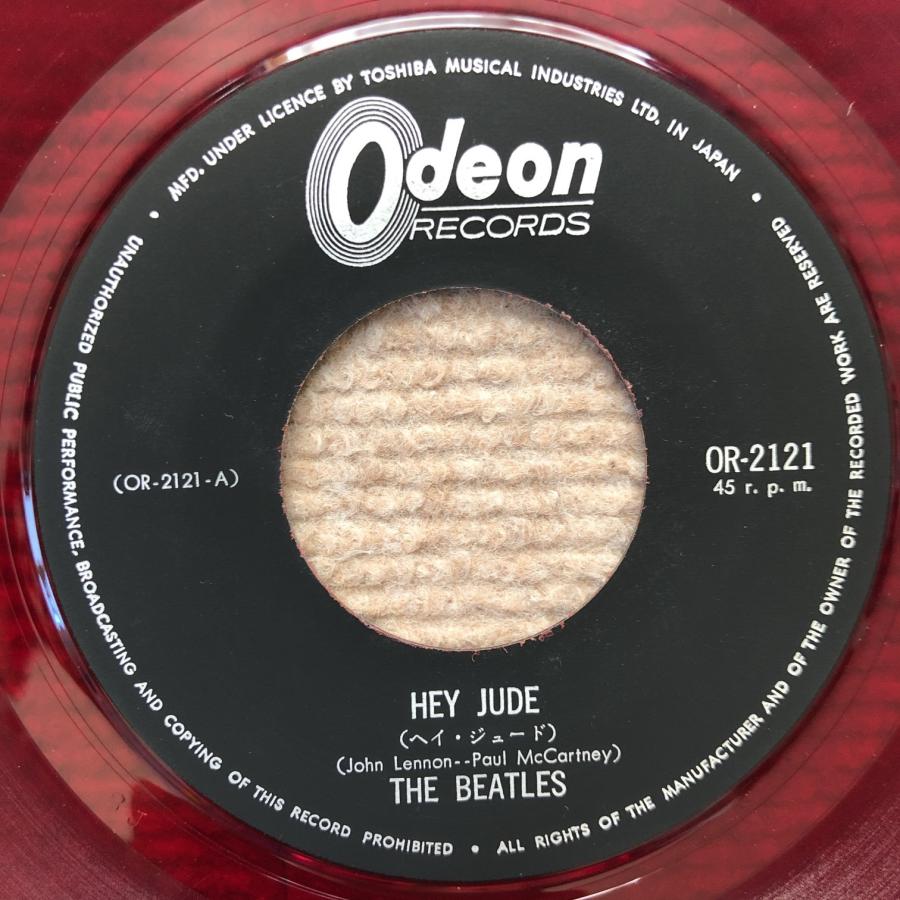 MFD. UNDER LICENCE BY TOSHIBA MUSICAL INDUSTRIES LTD. IN JAPAN
Odeon
RECORDS
(OR-2121-A)
OR-2121
45 r. p. m.
HEY JUDE
(ヘイ・ジュード)
(John Lennon--Paul McCartney)
THE BEATLES
UNAUTHORIZED PUBLIC PERFORMANCE, BROADCASTING AND COPYING OF THIS RECORD PROHIBITED • ALL RIGHTS OF THE MANUFACTURER AND OF THE OWNER OF THE RECORDED WORK ARE RESERVED